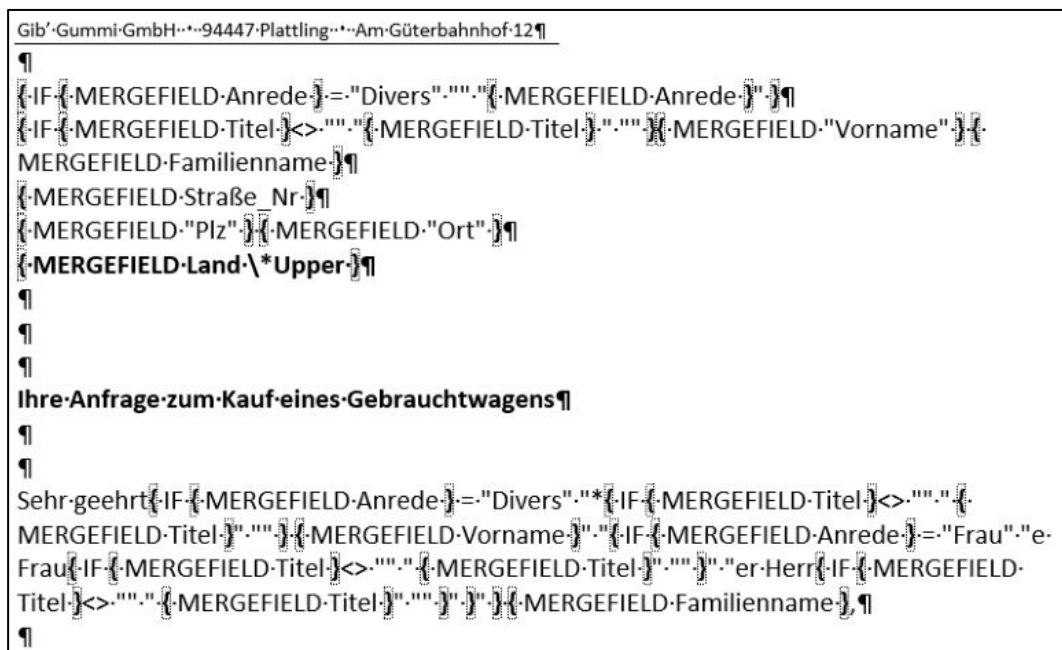 Gib’·Gummi·GmbH··•··94447·Plattling··•··Am·Güterbahnhof·12¶
¶
{·IF·{·MERGEFIELD·Anrede·}·=·"Divers"·""·"{·MERGEFIELD·Anrede·}"·}¶
{·IF·{·MERGEFIELD·Titel·}<>·""·"{·MERGEFIELD·Titel·}·"·""·}{·MERGEFIELD·"Vorname"·}·{·
MERGEFIELD·Familienname·}¶
{·MERGEFIELD·Straße_Nr·}¶
{·MERGEFIELD·"Plz"·}·{·MERGEFIELD·"Ort"·}¶
{·MERGEFIELD·Land·\*Upper·}¶
¶
¶
¶
Ihre·Anfrage·zum·Kauf·eines·Gebrauchtwagens¶
¶
¶
Sehr·geehrt{·IF·{·MERGEFIELD·Anrede·}·=·"Divers"·"*{·IF·{·MERGEFIELD·Titel·}<>·""·"·{·
MERGEFIELD·Titel·}"·""·}·{·MERGEFIELD·Vorname·}"·"{·IF·{·MERGEFIELD·Anrede·}·=·"Frau"·"e·
Frau{·IF·{·MERGEFIELD·Titel·}<>·""·"·{·MERGEFIELD·Titel·}"·""·}"·"er·Herr{·IF·{·MERGEFIELD·
Titel·}<>·""·"·{·MERGEFIELD·Titel·}"·""·}"·}"·}·{·MERGEFIELD·Familienname·},¶
¶